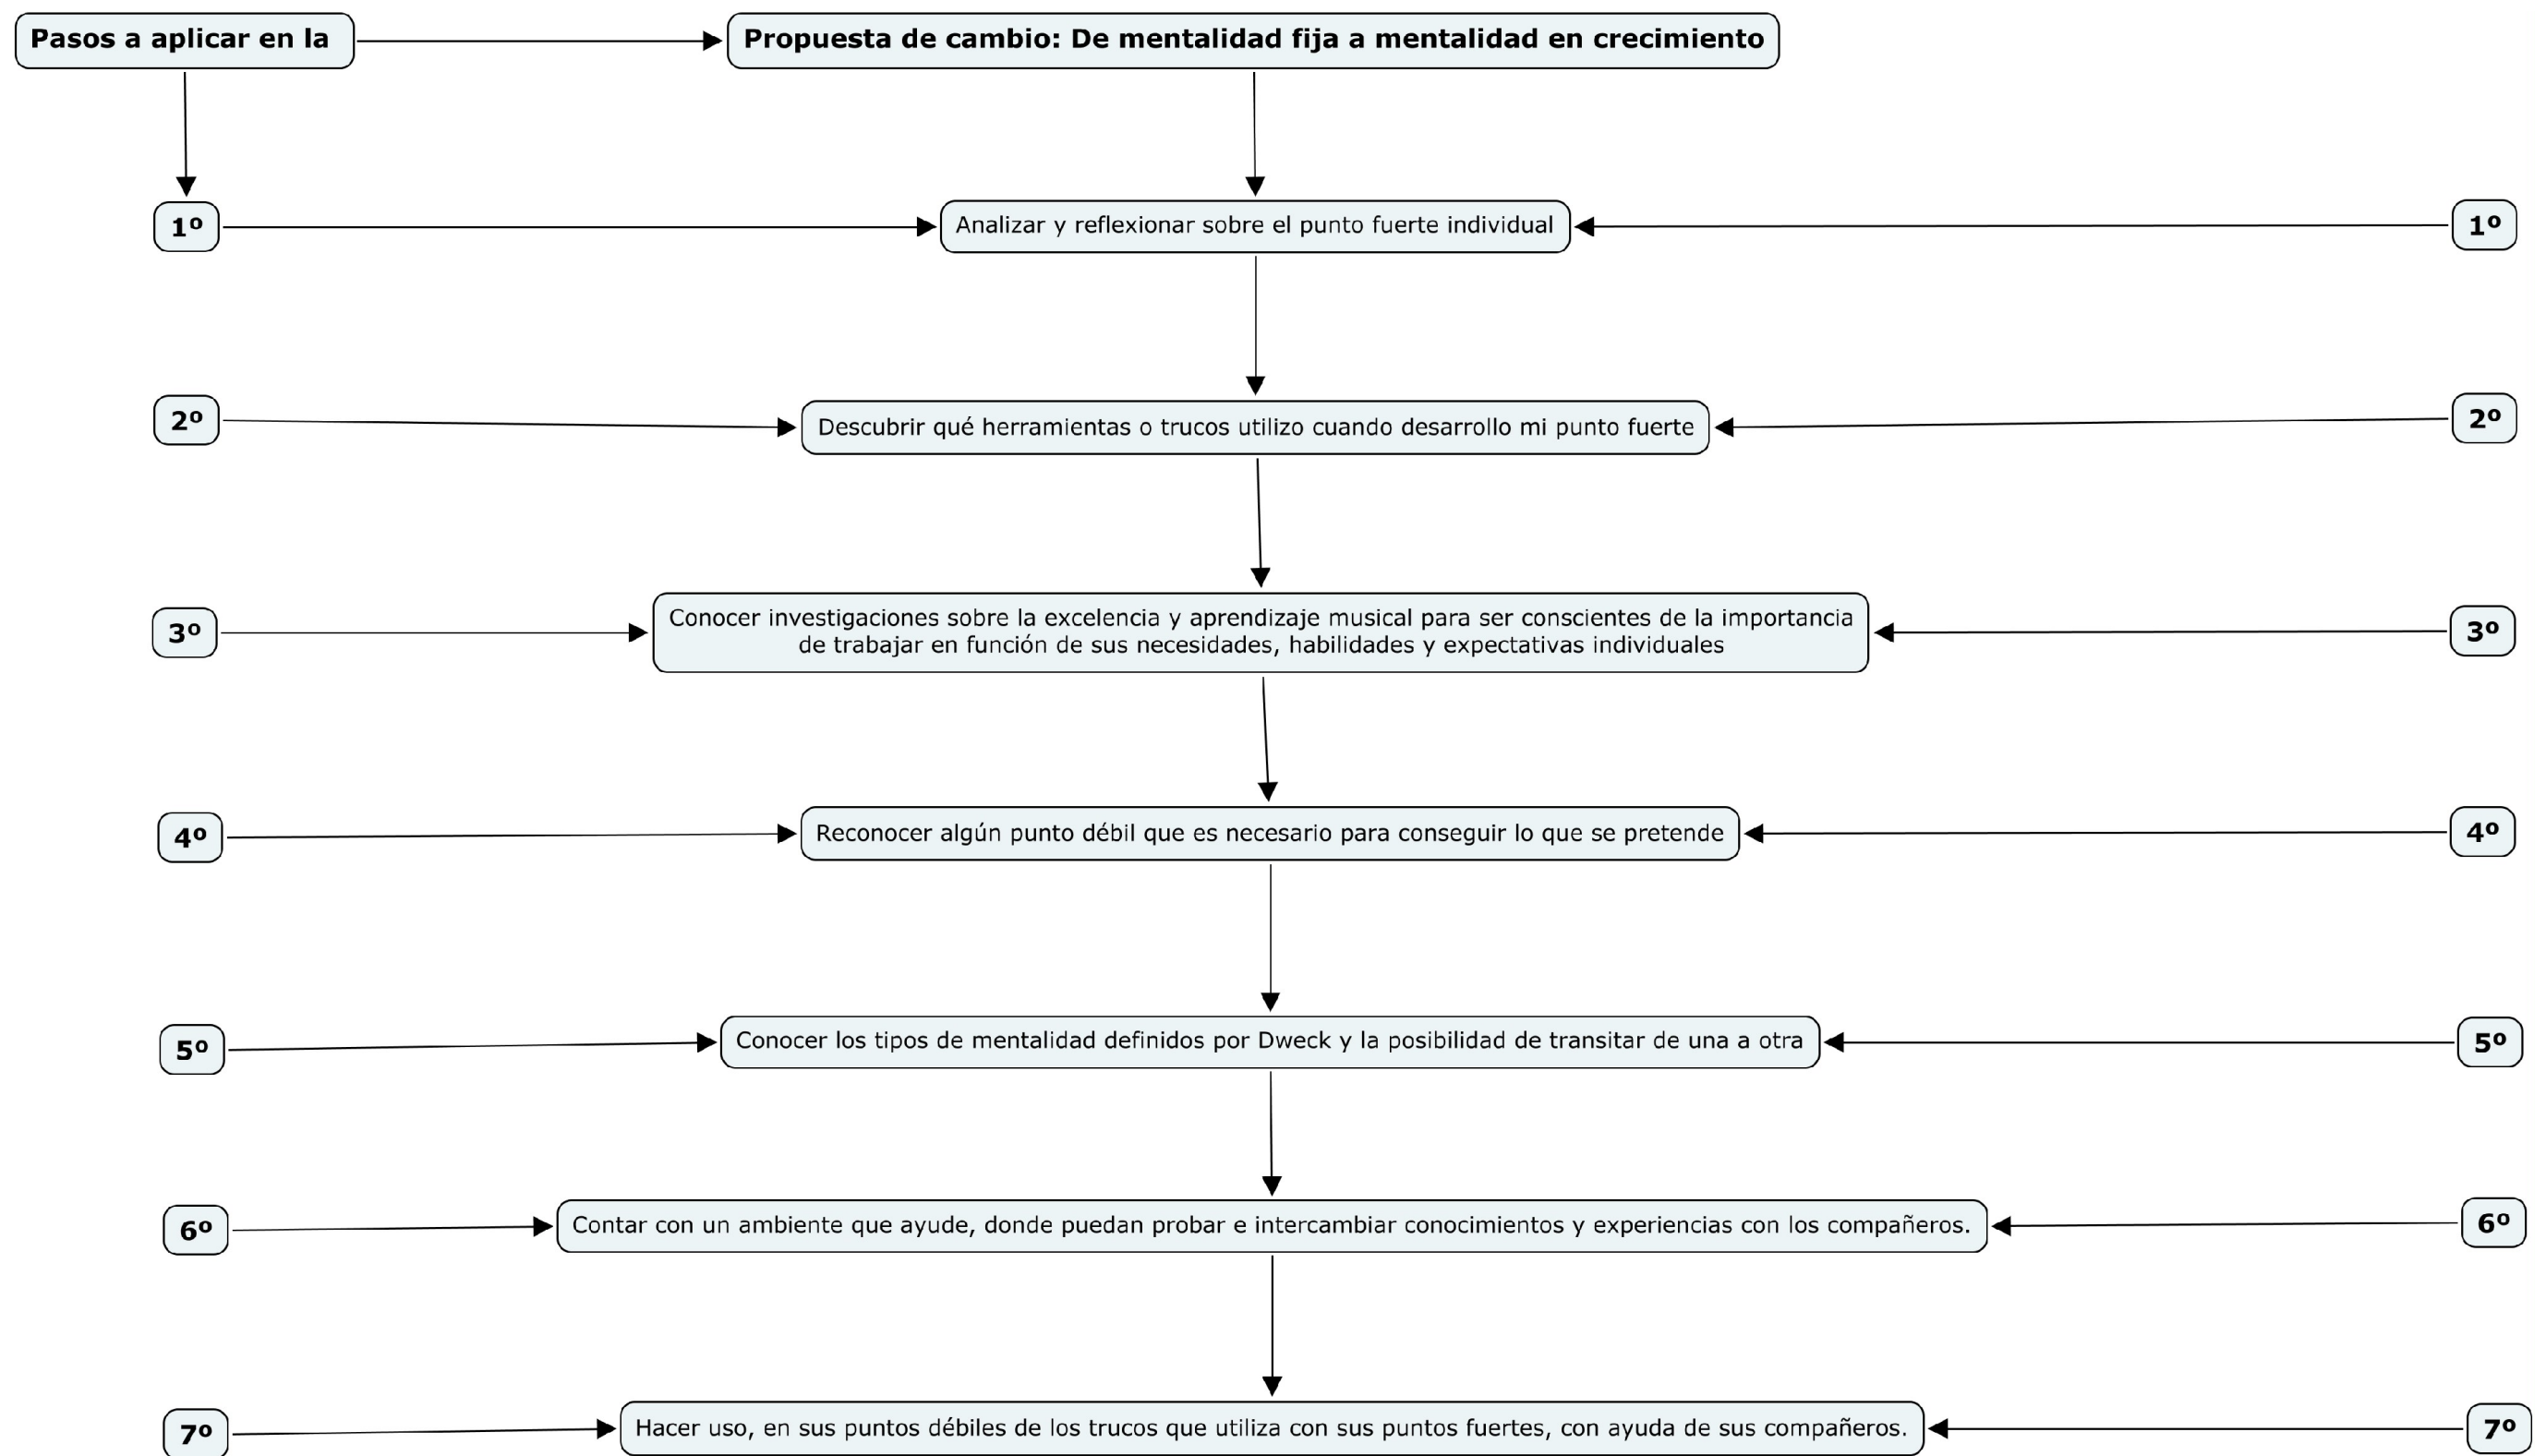 Pasos a aplicar en la
Propuesta de cambio: De mentalidad fija a mentalidad en crecimiento
1º
Analizar y reflexionar sobre el punto fuerte individual
1º
2º
Descubrir qué herramientas o trucos utilizo cuando desarrollo mi punto fuerte
2º
3º
Conocer investigaciones sobre la excelencia y aprendizaje musical para ser conscientes de la importancia
de trabajar en función de sus necesidades, habilidades y expectativas individuales
3º
4º
Reconocer algún punto débil que es necesario para conseguir lo que se pretende
4º
5º
Conocer los tipos de mentalidad definidos por Dweck y la posibilidad de transitar de una a otra
5º
6º
Contar con un ambiente que ayude, donde puedan probar e intercambiar conocimientos y experiencias con los compañeros.
6º
7º
Hacer uso, en sus puntos débiles de los trucos que utiliza con sus puntos fuertes, con ayuda de sus compañeros.
7º